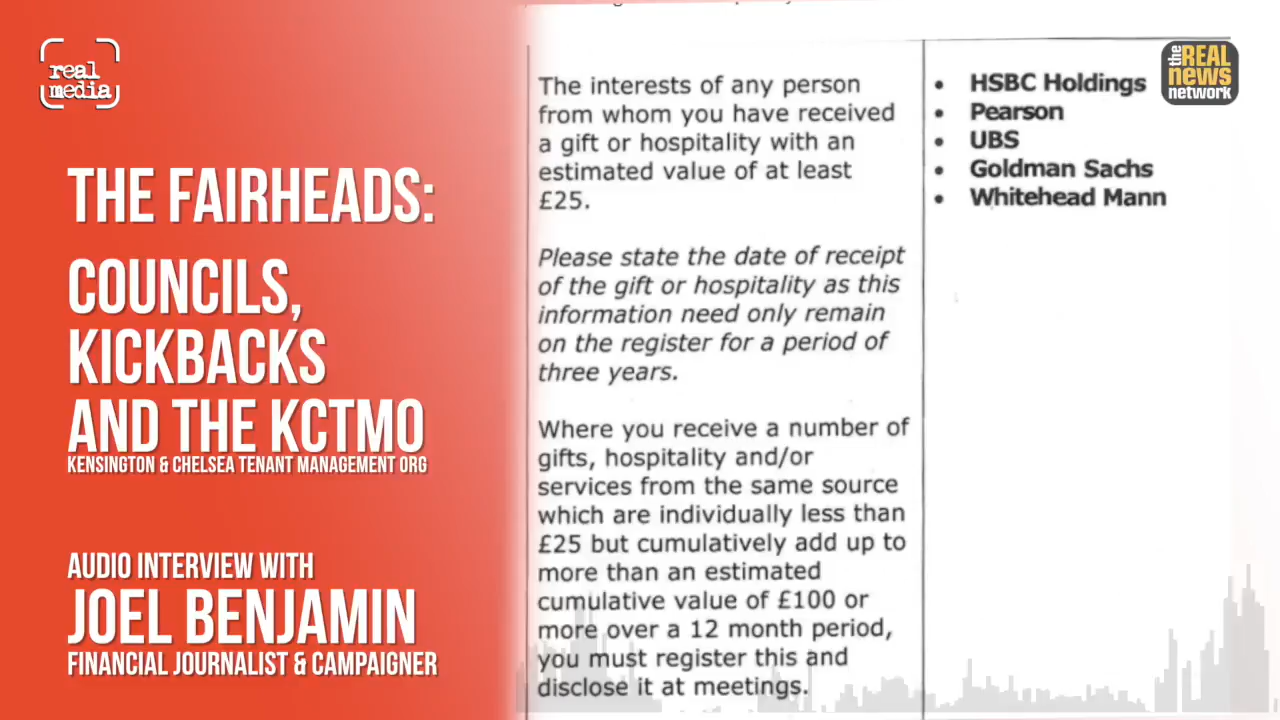 real
media
THE FAIRHEADS:
COUNCILS,
KICKBACKS
AND THE KCTMO
KENSINGTON & CHELSEA TENANT MANAGEMENT ORG
AUDIO INTERVIEW WITH
JOEL BENJAMIN
FINANCIAL JOURNALIST & CAMPAIGNER
The interests of any person
from whom you have received
a gift or hospitality with an
estimated value of at least
£25.
Please state the date of receipt
of the gift or hospitality as this
information need only remain
on the register for a period of
three years.
Where you receive a number of
gifts, hospitality and/or
services from the same source
which are individually less than
£25 but cumulatively add up to
more than an estimated
cumulative value of £100 or
more over a 12 month period,
you must register this and
disclose it at meetings.
• HSBC Holdings
• Pearson
• UBS
• Goldman Sachs
• Whitehead Mann
the REAL
news
network